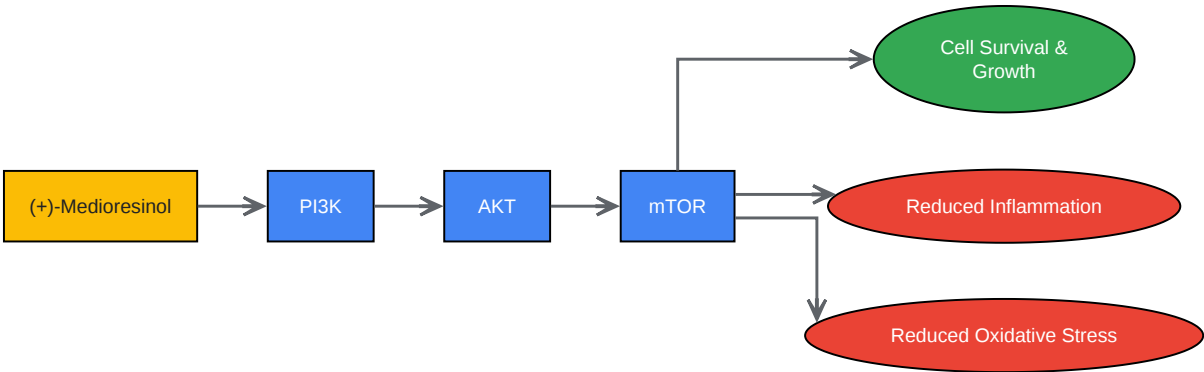 Cell Survival &
Growth
(+)-Medioresinol
PI3K
AKT
mTOR
Reduced Inflammation
Reduced Oxidative Stress